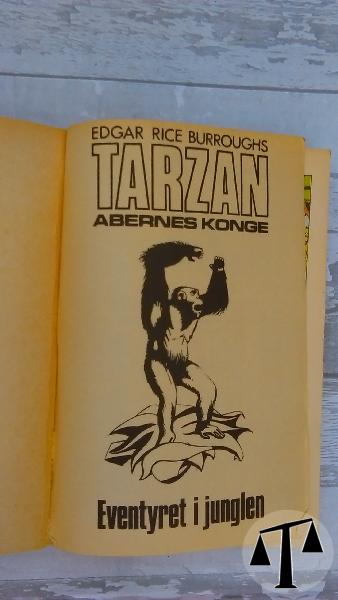 EDGAR RICE BURROUGHS
TARZAN
ABERNES KONGE
Eventyret i junglen